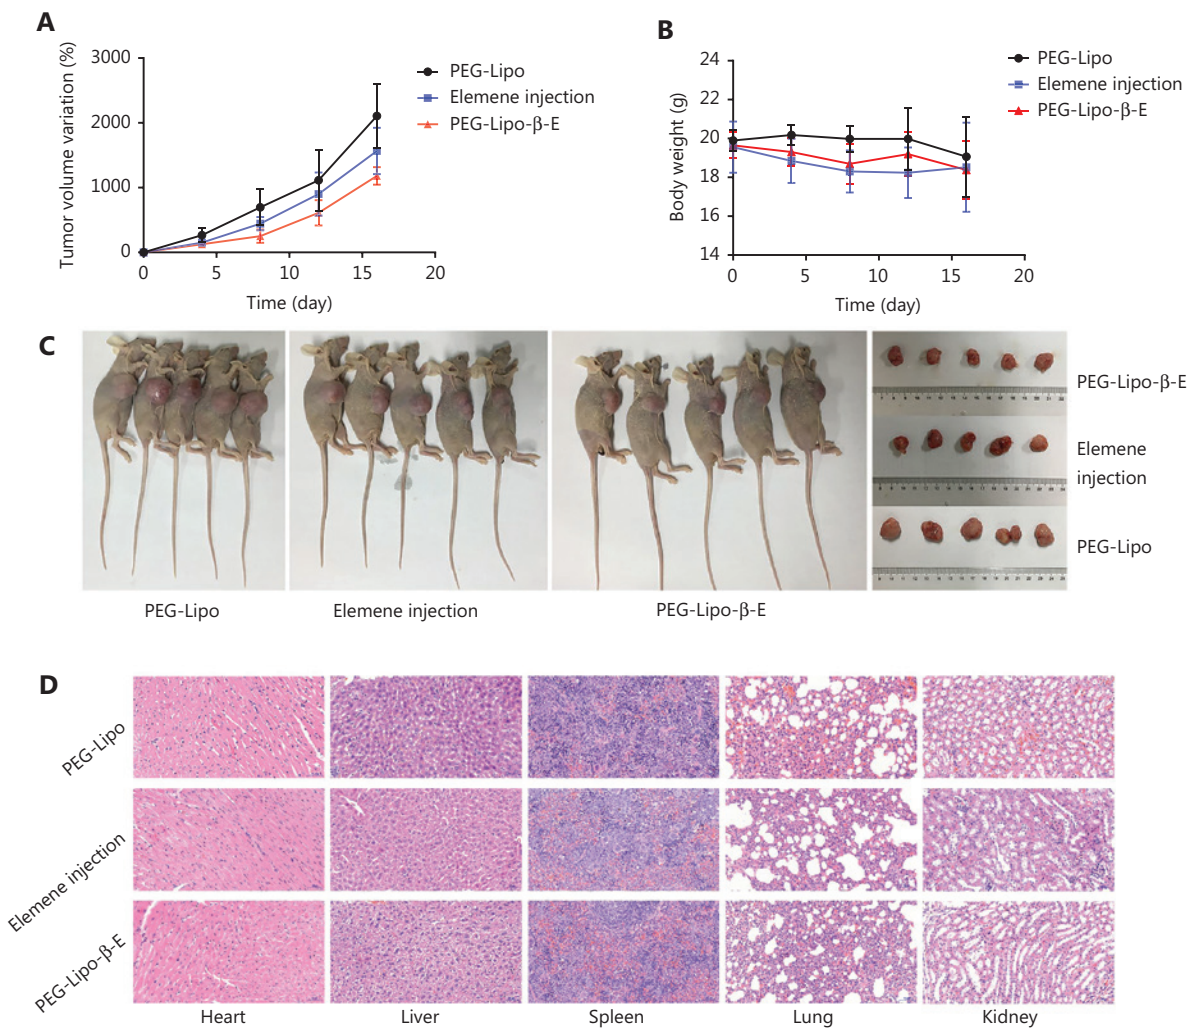 A
Tumor volume variation (%)
3000
2000
1000
0
0
5
10
15
20
Time (day)
PEG-Lipo
Elemene injection
PEG-Lipo-β-E
B
Body weight (g)
24
22
20
18
16
14
0
5
10
15
20
Time (day)
PEG-Lipo
Elemene injection
PEG-Lipo-β-E
C
PEG-Lipo-β-E
Elemene
injection
PEG-Lipo
PEG-Lipo
Elemene injection
PEG-Lipo-β-E
D
PEG-Lipo
Elemene injection
PEG-Lipo-β-E
Heart
Liver
Spleen
Lung
Kidney